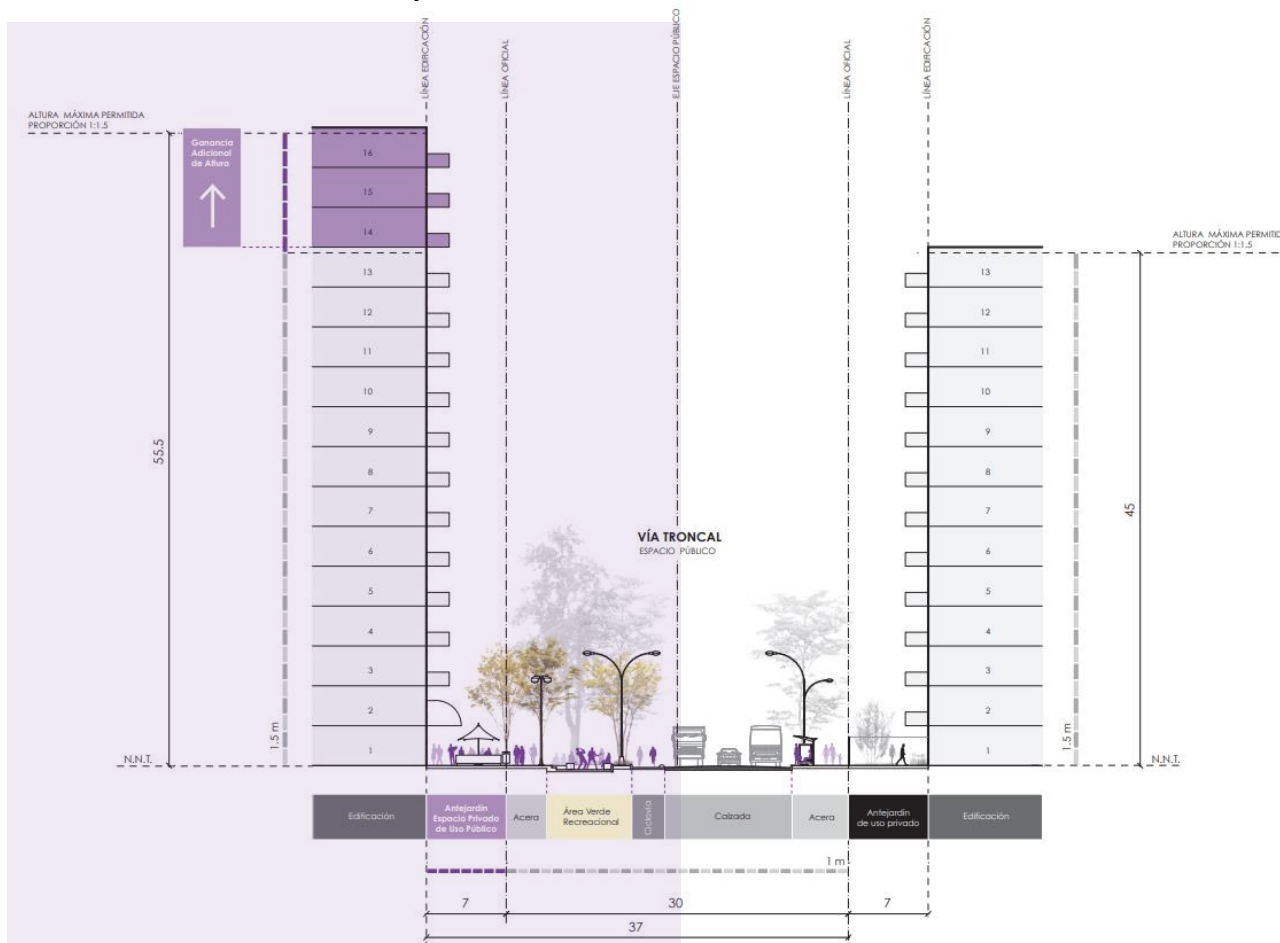 LÍNEA EDIFICACIÓN
LÍNEA OFICIAL
EJE ESPACIO PÚBLICO
LÍNEA OFICIAL
LÍNEA EDIFICACIÓN
ALTURA MÁXIMA PERMITIDA
PROPORCIÓN 1:1.5
Ganancia
Adicional
de Altura
16
15
14
13
12
11
10
9
8
7
6
5
4
3
2
1
55.5
1.5 m
N.N.T.
VÍA TRONCAL
ESPACIO PÚBLICO
ALTURA MÁXIMA PERMITID
PROPORCIÓN 1:1.5
13
12
11
10
9
8
7
6
5
4
3
2
1
45
1.5 m
N.N.T.
Edificación
Antejardín
Espacio Privado
de Uso Público
Acera
Área Verde
Recreacional
Ciclovía
Calzada
Acera
Antejardín
de uso privado
Edificación
1 m
7
30
7
37